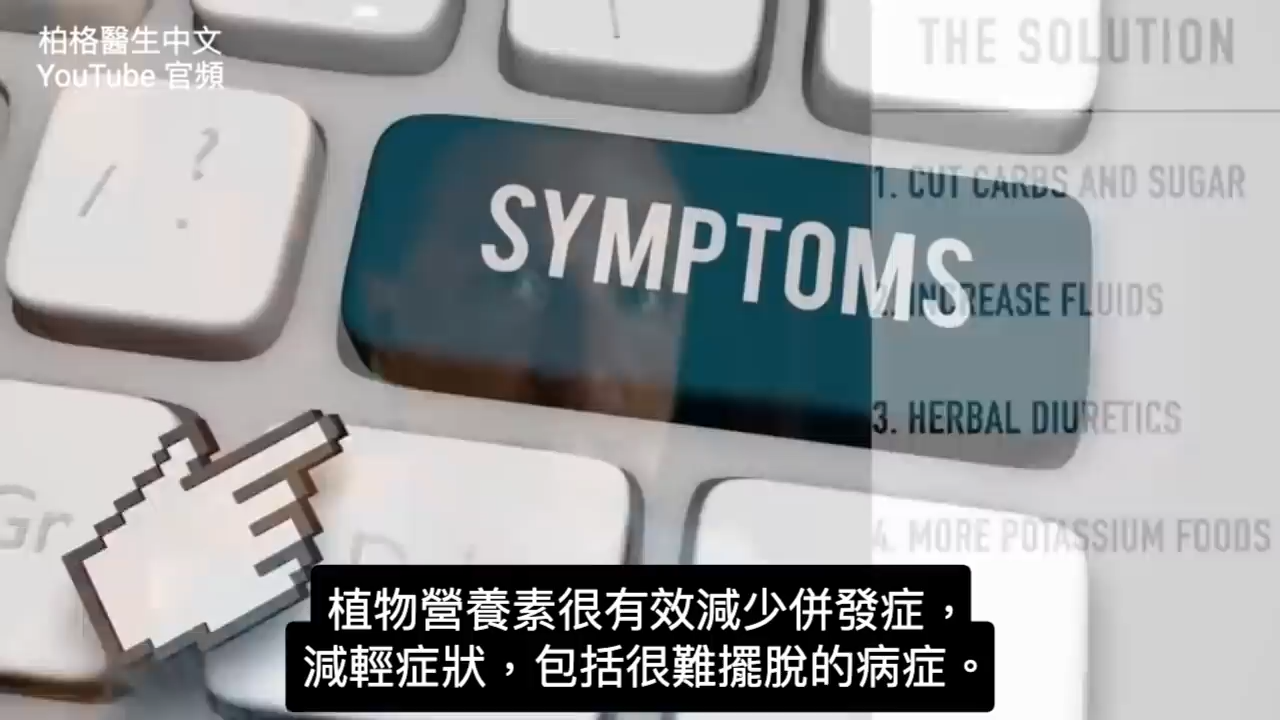 柏格醫生中文
YouTube 官頻
THE SOLUTION
? 
/
SYMPTOMS
1. CUT CARBS AND SUGAR
2. INCREASE FLUIDS
3. HERBAL DIURETICS
4. MORE POTASSIUM FOODS
Gr
植物營養素很有效減少併發症，
減輕症狀，包括很難擺脫的病症。